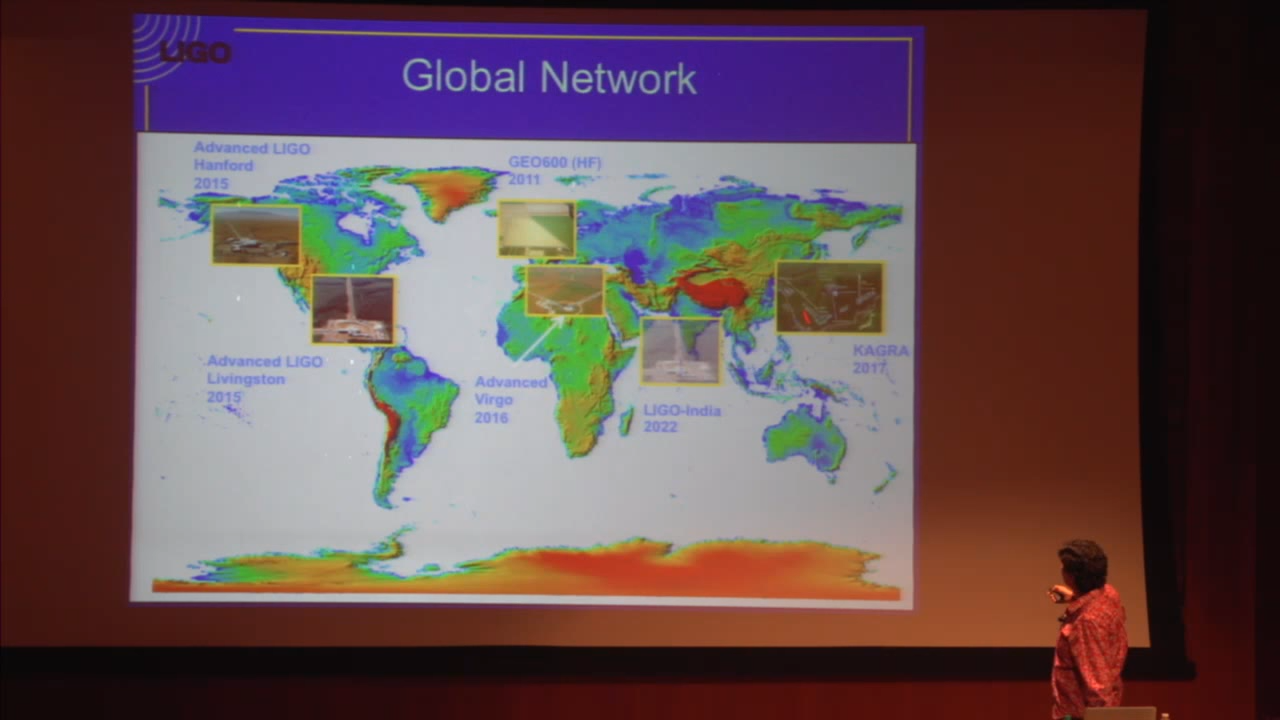 LIGO
Global Network
Advanced LIGO
Hanford
2015
GEO600 (HF)
2011
Advanced LIGO
Livingston
2015
Advanced
Virgo
2016
LIGO-India
2022
KAGRA
2017